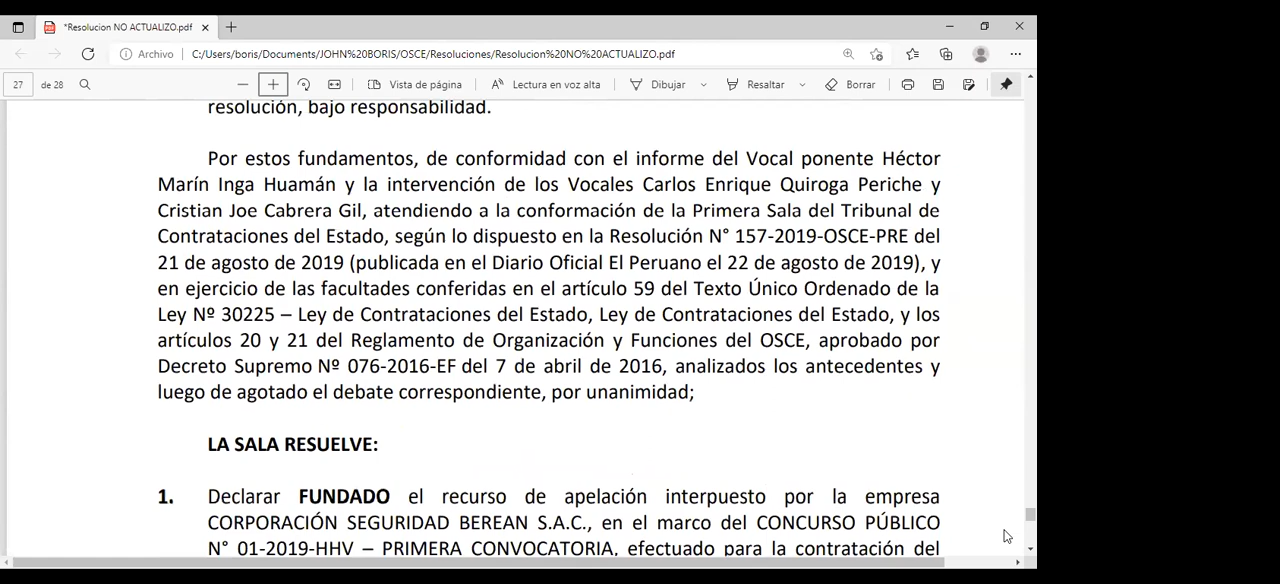 *Resolucion NO ACTUALIZO.pdf
Archivo C:/Users/boris/Documents/JOHN%20BORIS/OSCE/Resoluciones/Resolucion%20NO%20ACTUALIZO.pdf
27 de 28 Vista de página Lectura en voz alta Dibujar Resaltar Borrar
resolución, bajo responsabilidad.
Por estos fundamentos, de conformidad con el informe del Vocal ponente Héctor
Marín Inga Huamán y la intervención de los Vocales Carlos Enrique Quiroga Periche y
Cristian Joe Cabrera Gil, atendiendo a la conformación de la Primera Sala del Tribunal de
Contrataciones del Estado, según lo dispuesto en la Resolución N° 157-2019-OSCE-PRE del
21 de agosto de 2019 (publicada en el Diario Oficial El Peruano el 22 de agosto de 2019), y
en ejercicio de las facultades conferidas en el artículo 59 del Texto Único Ordenado de la
Ley Nº 30225 – Ley de Contrataciones del Estado, Ley de Contrataciones del Estado, y los
artículos 20 y 21 del Reglamento de Organización y Funciones del OSCE, aprobado por
Decreto Supremo Nº 076-2016-EF del 7 de abril de 2016, analizados los antecedentes y
luego de agotado el debate correspondiente, por unanimidad;
LA SALA RESUELVE:
1. Declarar FUNDADO el recurso de apelación interpuesto por la empresa
CORPORACIÓN SEGURIDAD BEREAN S.A.C., en el marco del CONCURSO PÚBLICO
N° 01-2019-HHV – PRIMERA CONVOCATORIA, efectuado para la contratación del